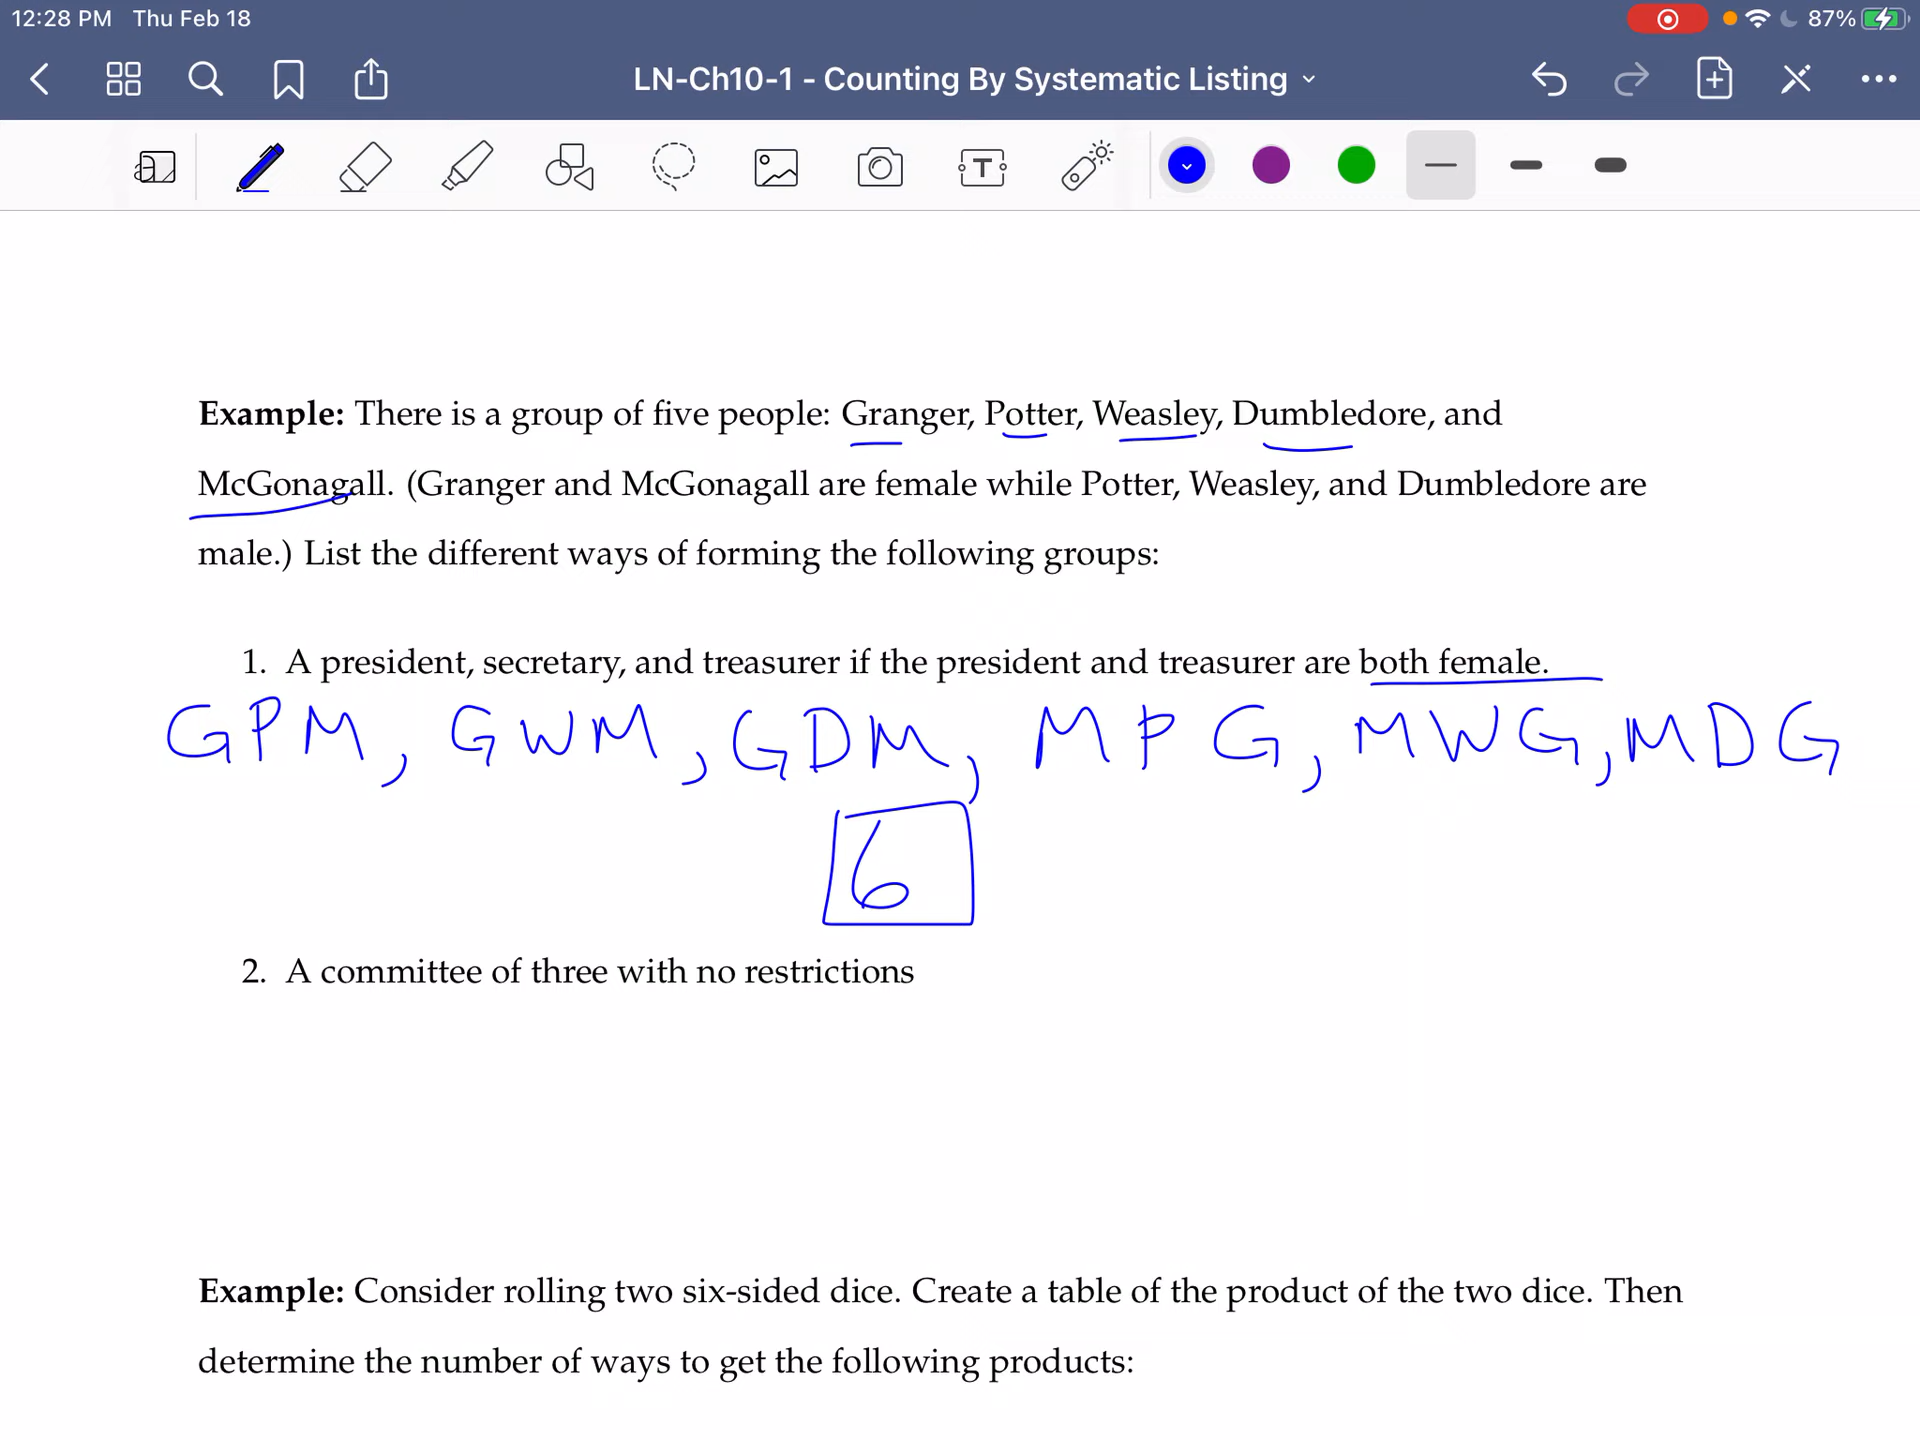 12:28 PM Thu Feb 18
87%
LN-Ch10-1 - Counting By Systematic Listing
T
Example: There is a group of five people: Granger, Potter, Weasley, Dumbledore, and
McGonagall. (Granger and McGonagall are female while Potter, Weasley, and Dumbledore are
male.) List the different ways of forming the following groups:
1. A president, secretary, and treasurer if the president and treasurer are both female.
GPM, GWM, GDM, MPG, MWG, MDG
6
2. A committee of three with no restrictions
Example: Consider rolling two six-sided dice. Create a table of the product of the two dice. Then
determine the number of ways to get the following products: